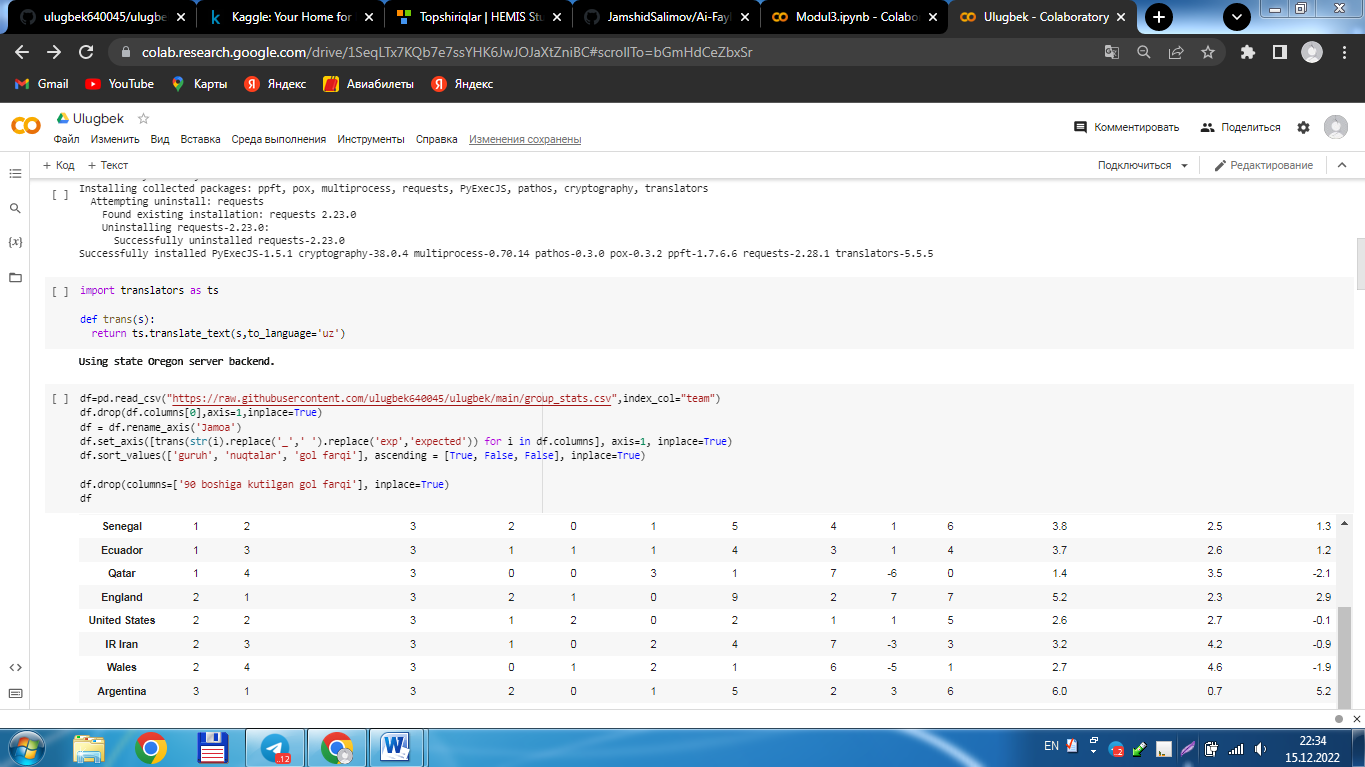 ulugbek640045/ulugbe
Kaggle: Your Home for
Topshiriqlar | HEMIS Stu
JamshidSalimov/Ai-Fayl
Modul3.ipynb - Colabo
Ulugbek - Colaboratory
colab.research.google.com/drive/1SeqLTx7KQb7e7ssYHK6JwJOJaXtZniBC#scrollTo=bGmHdCeZbxSr
Gmail YouTube Карты Яндекс Авиабилеты Яндекс
Ulugbek
Файл Изменить Вид Вставка Среда выполнения Инструменты Справка Изменения сохранены
Комментировать Поделиться
+ Код + Текст
Подключиться Редактирование
Installing collected packages: ppft, pox, multiprocess, requests, PyExecJS, pathos, cryptography, translators
[ ] Attempting uninstall: requests
Found existing installation: requests 2.23.0
Uninstalling requests-2.23.0:
Successfully uninstalled requests-2.23.0
Successfully installed PyExecJS-1.5.1 cryptography-38.0.4 multiprocess-0.70.14 pathos-0.3.0 pox-0.3.2 ppft-1.7.6.6 requests-2.28.1 translators-5.5.5
[ ] import translators as ts
def trans(s):
return ts.translate_text(s,to_language='uz')
Using state Oregon server backend.
[ ] df=pd.read_csv("https://raw.githubusercontent.com/ulugbek640045/ulugbek/main/group_stats.csv",index_col="team")
df.drop(df.columns[0],axis=1,inplace=True)
df = df.rename_axis('Jamoa')
df.set_axis([trans(str(i).replace('_',' ').replace('exp','expected')) for i in df.columns], axis=1, inplace=True)
df.sort_values(['guruh', 'nuqtalar', 'gol farqi'], ascending = [True, False, False], inplace=True)
df.drop(columns=['90 boshiga kutilgan gol farqi'], inplace=True)
df
Senegal 1 2 3 2 0 1 5 4 1 6 3.8 2.5 1.3
Ecuador 1 3 3 1 1 1 4 3 1 4 3.7 2.6 1.2
Qatar 1 4 3 0 0 3 1 7 -6 0 1.4 3.5 -2.1
England 2 1 3 2 1 0 9 2 7 7 5.2 2.3 2.9
United States 2 2 3 1 2 0 2 1 1 5 2.6 2.7 -0.1
IR Iran 2 3 3 1 0 2 4 7 -3 3 3.2 4.2 -0.9
Wales 2 4 3 0 1 2 1 6 -5 1 2.7 4.6 -1.9
Argentina 3 1 3 2 0 1 5 2 3 6 6.0 0.7 5.2
EN
22:34
15.12.2022